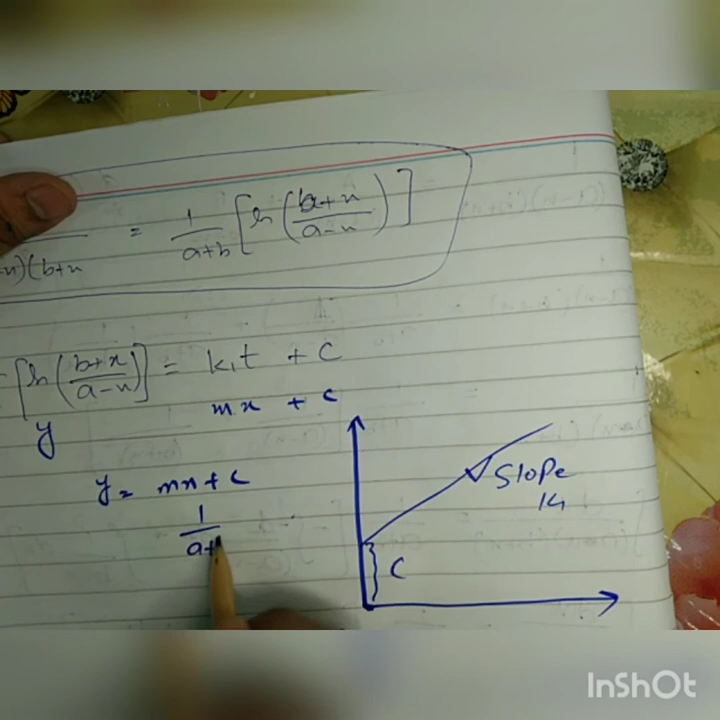 -x)(b+x = 1/(a+b) [ln((b+x)/(a-x))]
[ln((b+x)/(a-x))] = k₁t + c
mx + c
y
y = mx + c
1/(a+
Slope
k₁
C
InShOt